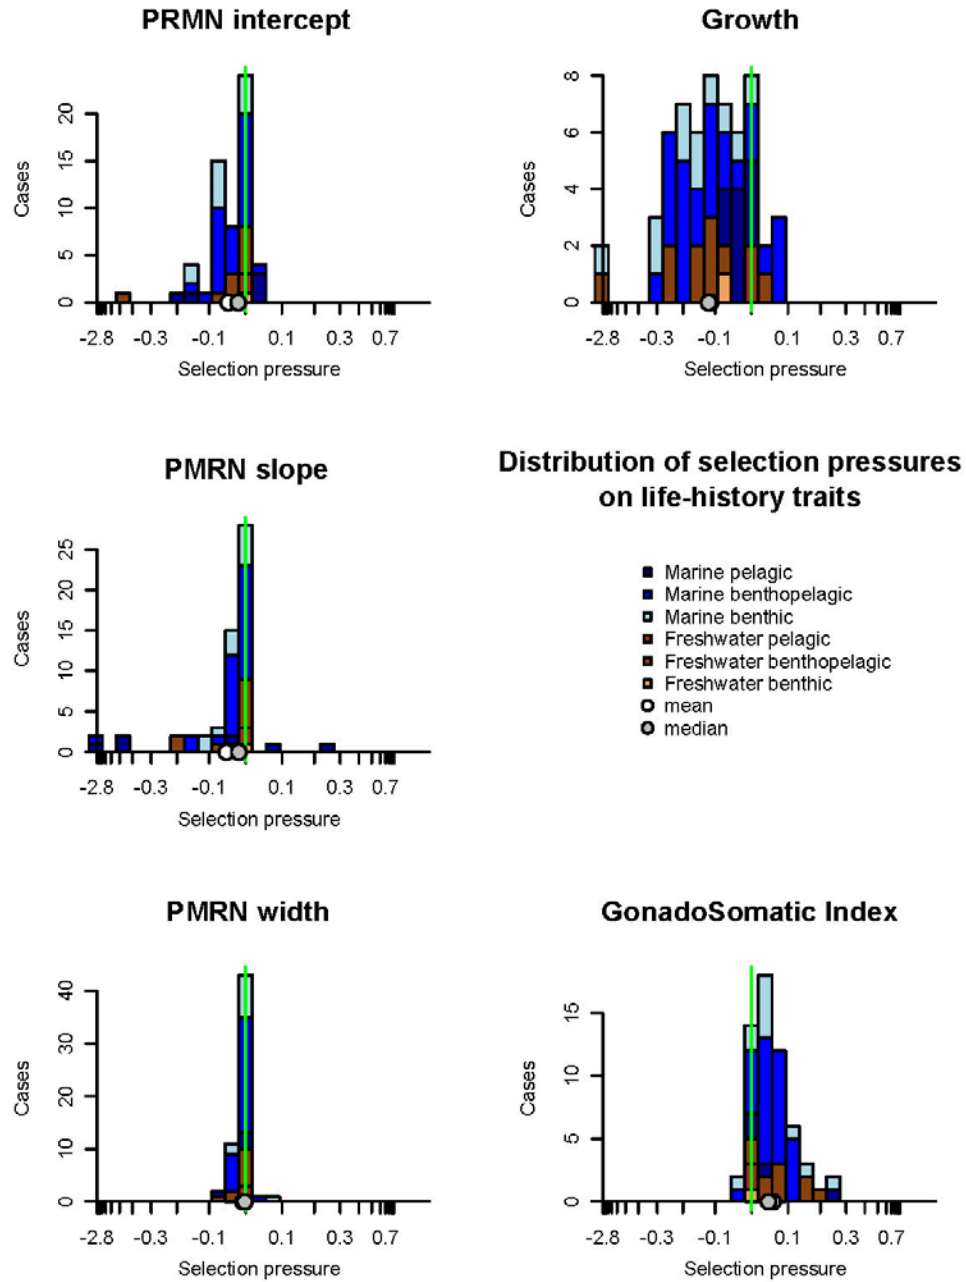 PRMN intercept
Cases
0
5
10
15
20
-2.8 -0.3 -0.1 0.1 0.3 0.7
Selection pressure
Growth
Cases
0
2
4
6
8
-2.8 -0.3 -0.1 0.1 0.3 0.7
Selection pressure
PMRN slope
Cases
0
5
10
15
20
25
-2.8 -0.3 -0.1 0.1 0.3 0.7
Selection pressure
Distribution of selection pressures
on life-history traits
Marine pelagic
Marine benthopelagic
Marine benthic
Freshwater pelagic
Freshwater benthopelagic
Freshwater benthic
mean
median
PMRN width
Cases
0
10
20
30
40
-2.8 -0.3 -0.1 0.1 0.3 0.7
Selection pressure
GonadoSomatic Index
Cases
0
5
10
15
-2.8 -0.3 -0.1 0.1 0.3 0.7
Selection pressure